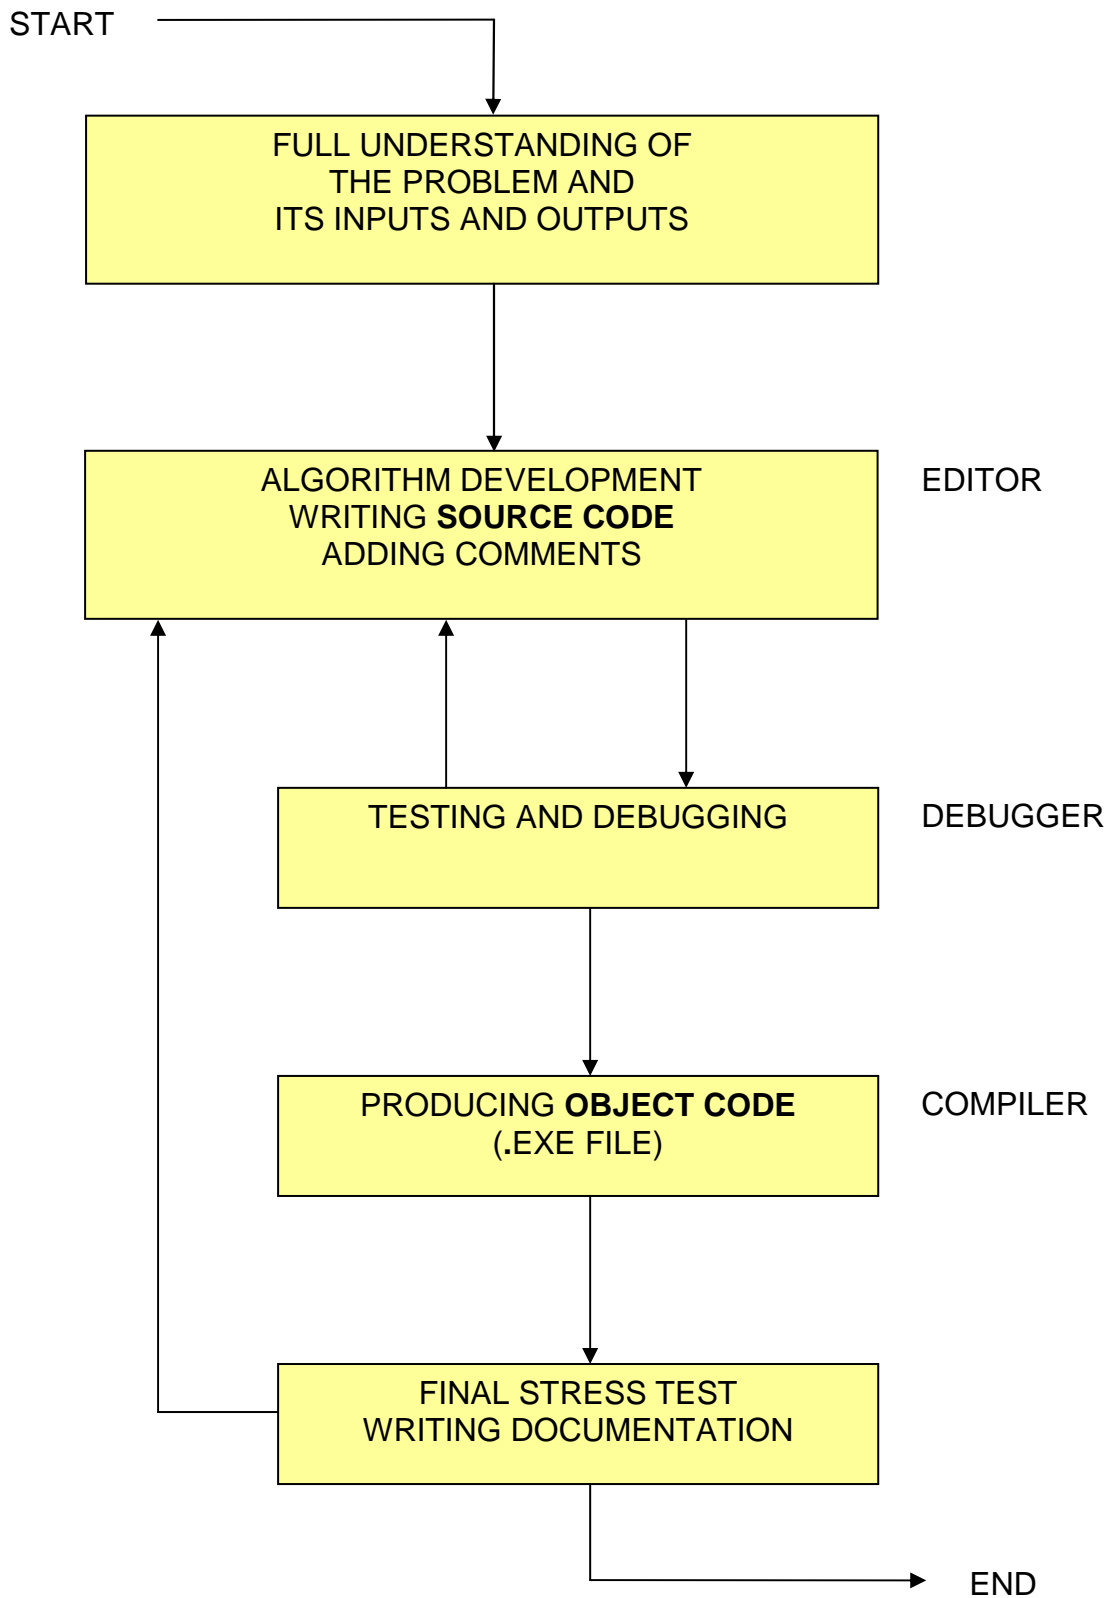 START
FULL UNDERSTANDING OF
THE PROBLEM AND
ITS INPUTS AND OUTPUTS
ALGORITHM DEVELOPMENT
WRITING SOURCE CODE
ADDING COMMENTS
EDITOR
TESTING AND DEBUGGING
DEBUGGER
PRODUCING OBJECT CODE
(.EXE FILE)
COMPILER
FINAL STRESS TEST
WRITING DOCUMENTATION
END